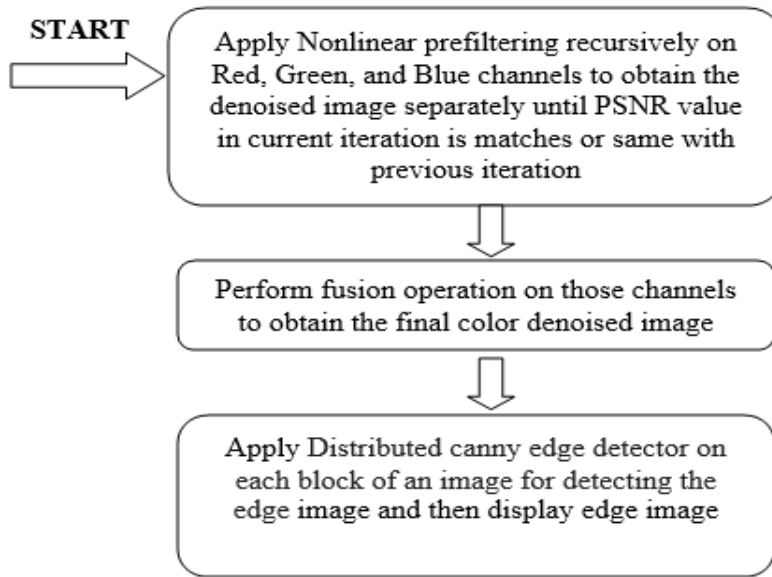 START
Apply Nonlinear prefiltering recursively on
Red, Green, and Blue channels to obtain the
denoised image separately until PSNR value
in current iteration is matches or same with
previous iteration
Perform fusion operation on those channels
to obtain the final color denoised image
Apply Distributed canny edge detector on
each block of an image for detecting the
edge image and then display edge image